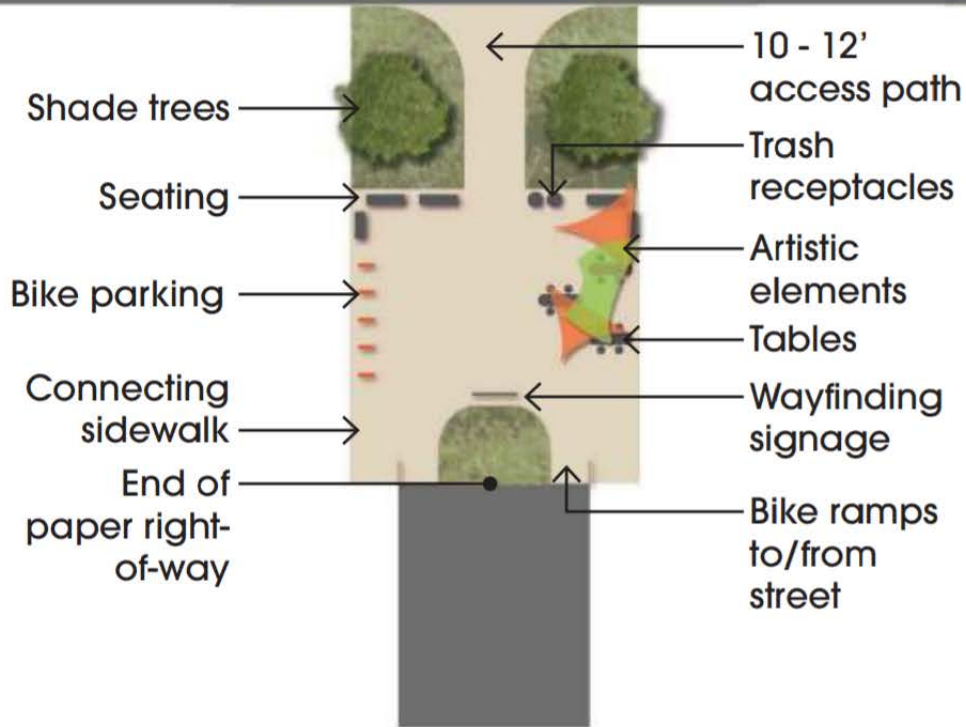 Shade trees
Seating
Bike parking
Connecting
sidewalk
End of
paper right-
of-way
10 - 12’
access path
Trash
receptacles
Artistic
elements
Tables
Wayfinding
signage
Bike ramps
to/from
street